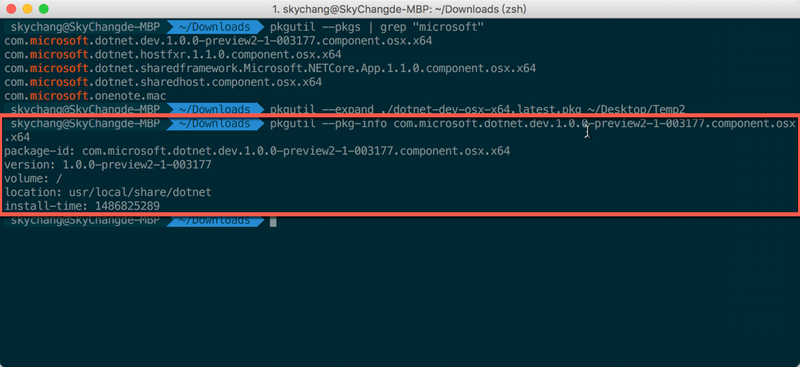 1. skychang@SkyChangde-MBP: ~/Downloads (zsh)
skychang@SkyChangde-MBP ~/Downloads pkgutil --pkgs | grep "microsoft"
com.microsoft.dotnet.dev.1.0.0-preview2-1-003177.component.osx.x64
com.microsoft.dotnet.hostfxr.1.1.0.component.osx.x64
com.microsoft.dotnet.sharedframework.Microsoft.NETCore.App.1.1.0.component.osx.x64
com.microsoft.dotnet.sharedhost.component.osx.x64
com.microsoft.onenote.mac
skychang@SkyChangde-MBP ~/Downloads pkgutil --expand ./dotnet-dev-osx-x64.latest.pkg ~/Desktop/Temp2
skychang@SkyChangde-MBP ~/Downloads pkgutil --pkg-info com.microsoft.dotnet.dev.1.0.0-preview2-1-003177.component.osx
.x64
package-id: com.microsoft.dotnet.dev.1.0.0-preview2-1-003177.component.osx.x64
version: 1.0.0-preview2-1-003177
volume: /
location: usr/local/share/dotnet
install-time: 1486825289
skychang@SkyChangde-MBP ~/Downloads